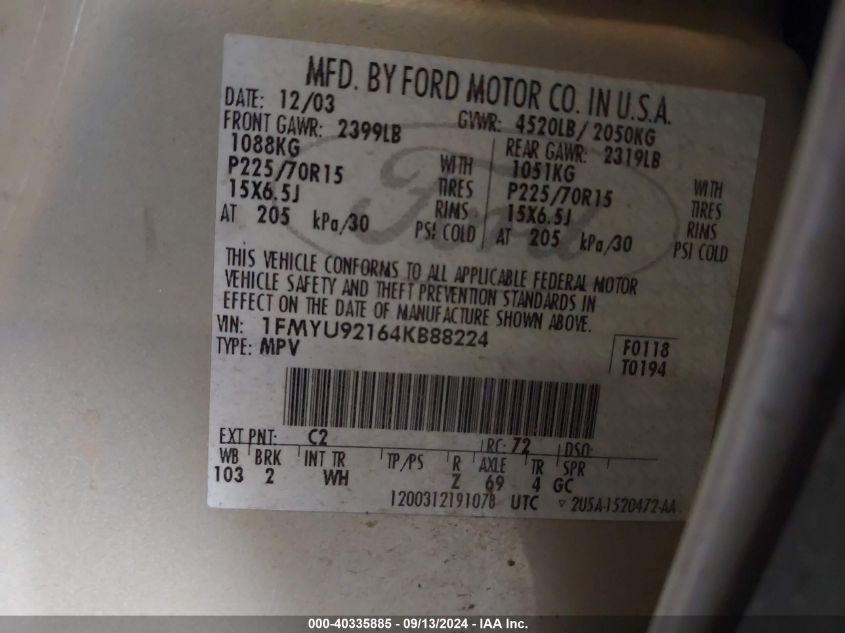 MFD. BY FORD MOTOR CO. IN U.S.A.
DATE: 12/03 GVWR: 4520LB/ 2050KG
FRONT GAWR: 2399LB REAR GAWR: 2319LB
1088KG WITH 1051KG WITH
P225/70R15 TIRES P225/70R15 TIRES
15X6.5J RIMS 15X6.5J RIMS
AT 205 kPa/30 PSI COLD AT 205 kPa/30 PSI COLD
Ford
THIS VEHICLE CONFORMS TO ALL APPLICABLE FEDERAL MOTOR
VEHICLE SAFETY AND THEFT PREVENTION STANDARDS IN
EFFECT ON THE DATE OF MANUFACTURE SHOWN ABOVE.
VIN: 1FMYU92164KB88224
TYPE: MPV
F0118
T0194
EXT PNT: C2 RC: 72 DSO:
WB BRK INT TR TP/PS R AXLE TR SPR
103 2 WH Z 69 4 GC
1200312191078 UTC ▿ 2U5A-1520472-AA
000-40335885 - 09/13/2024 - IAA Inc.